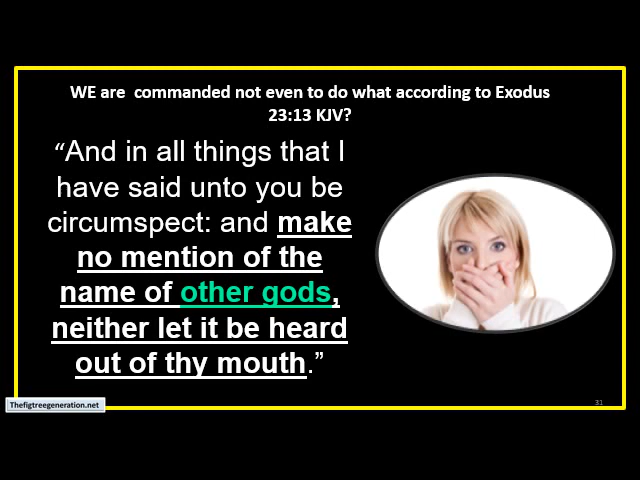 WE are commanded not even to do what according to Exodus
23:13 KJV?
“And in all things that I
have said unto you be
circumspect: and make
no mention of the
name of other gods,
neither let it be heard
out of thy mouth.”
Thefigtreegeneration.net
31